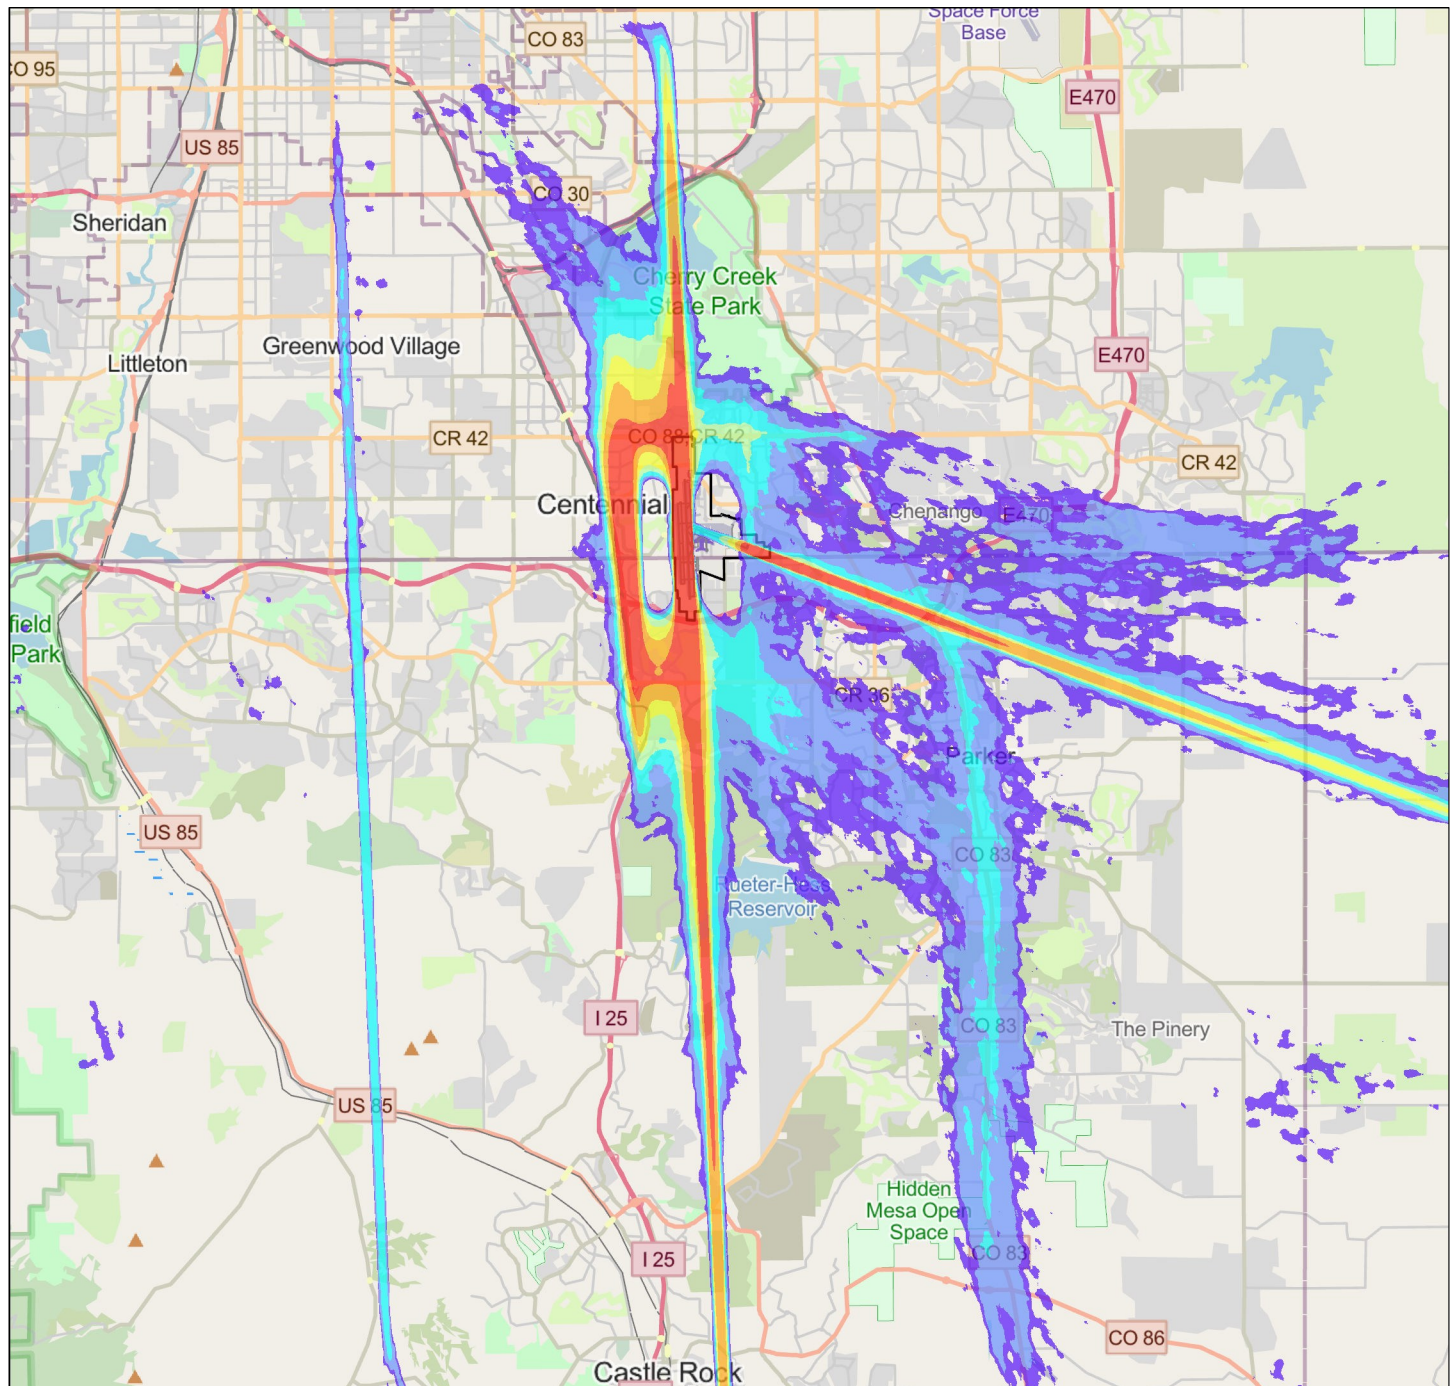 Space Force
Base
CO 83
CO 95
E470
US 85
CO 30
Sheridan
Cherry Creek
State Park
Greenwood Village
E470
Littleton
CR 42
CO 88
CR 42
CR 42
Centennial
Chenango
E470
field
Park
CR 36
Parker
US 85
CO 83
Rueter-Hess
Reservoir
I 25
CO 83
The Pinery
US 85
Hidden
Mesa Open
Space
CO 83
I 25
CO 86
Castle Rock